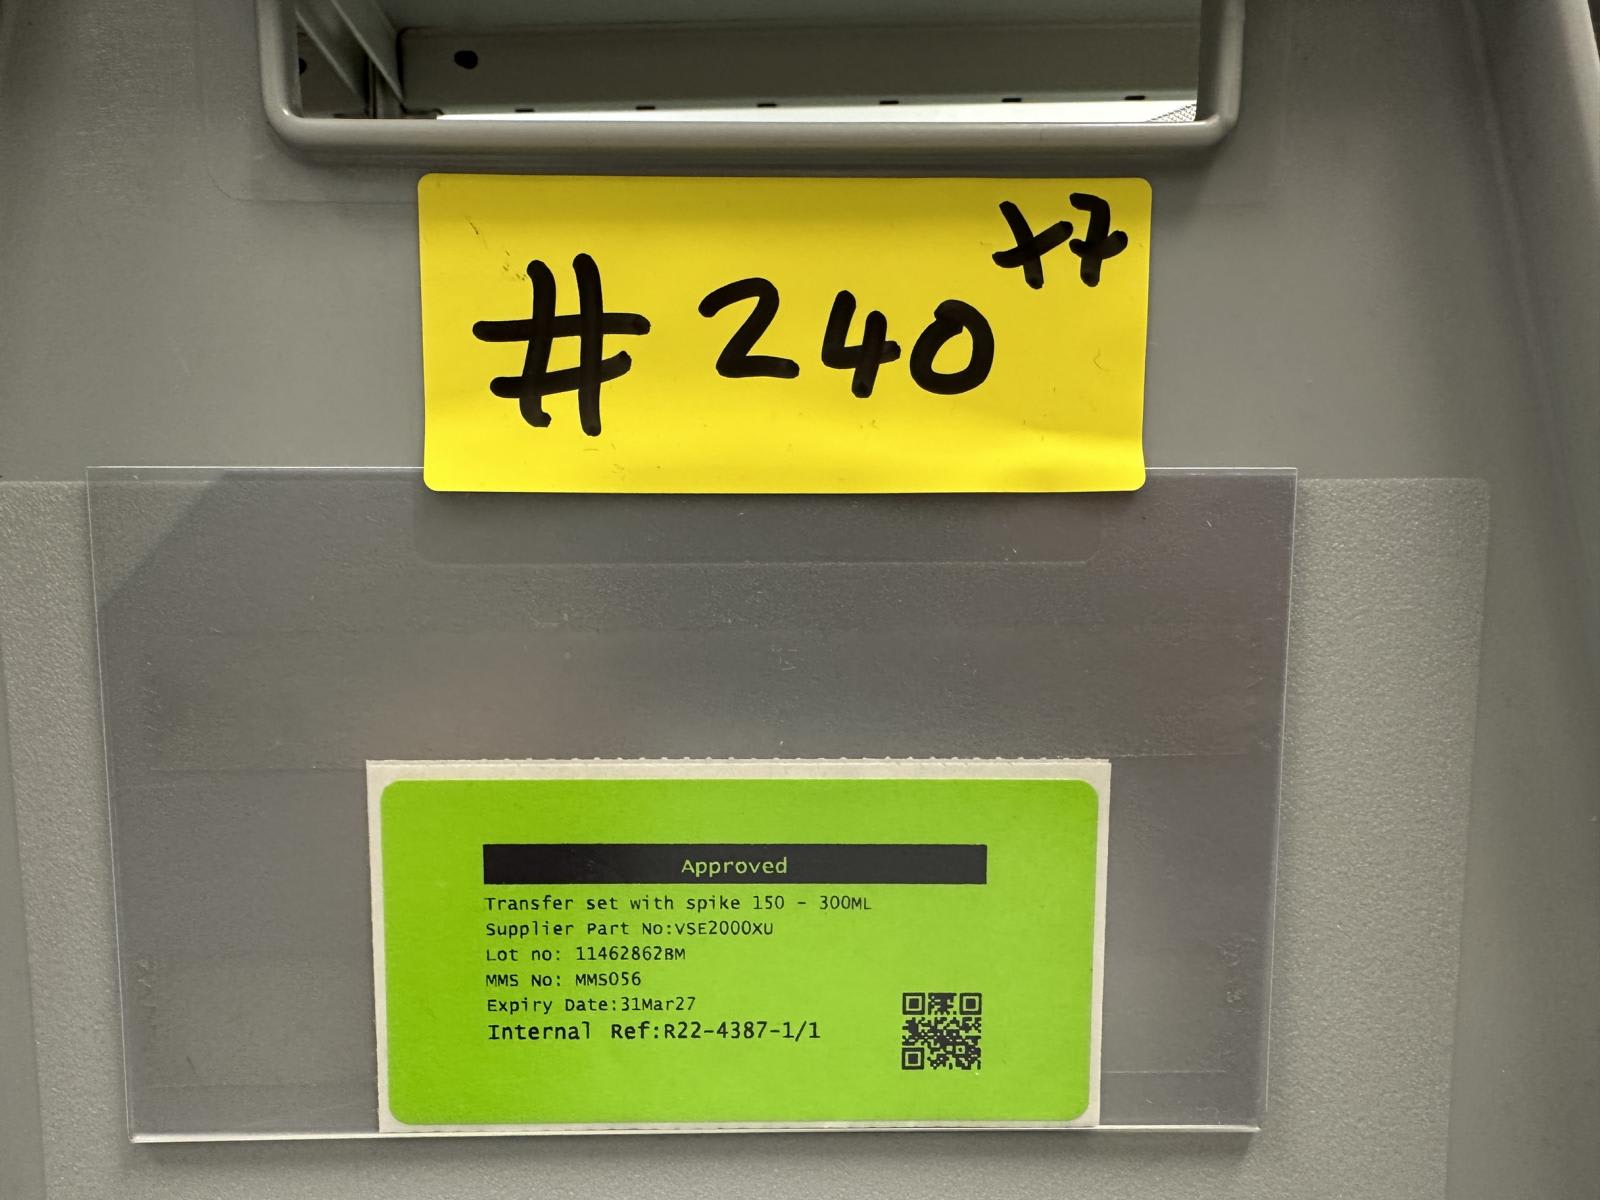 #240 x7
Approved
Transfer set with spike 150 - 300ML
Supplier Part No:VSE2000XU
Lot no: 11462862BM
MMS No: MMS056
Expiry Date:31Mar27
Internal Ref:R22-4387-1/1